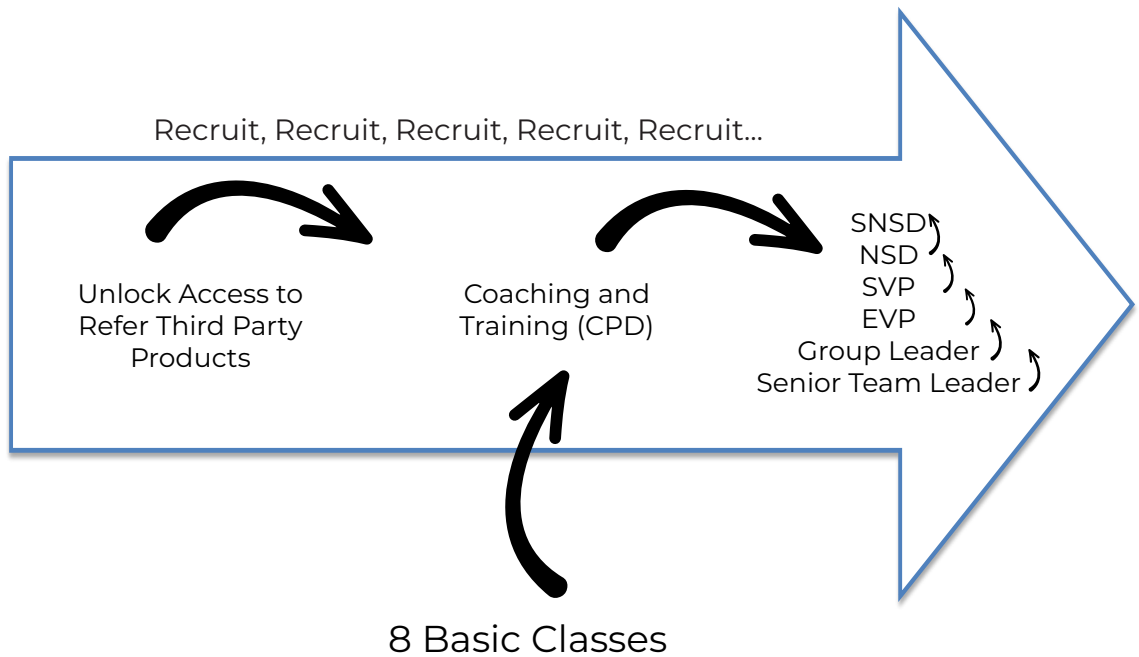 Recruit, Recruit, Recruit, Recruit, Recruit...
Unlock Access to
Refer Third Party
Products
Coaching and
Training (CPD)
SNSD
NSD
SVP
EVP
Group Leader
Senior Team Leader
8 Basic Classes